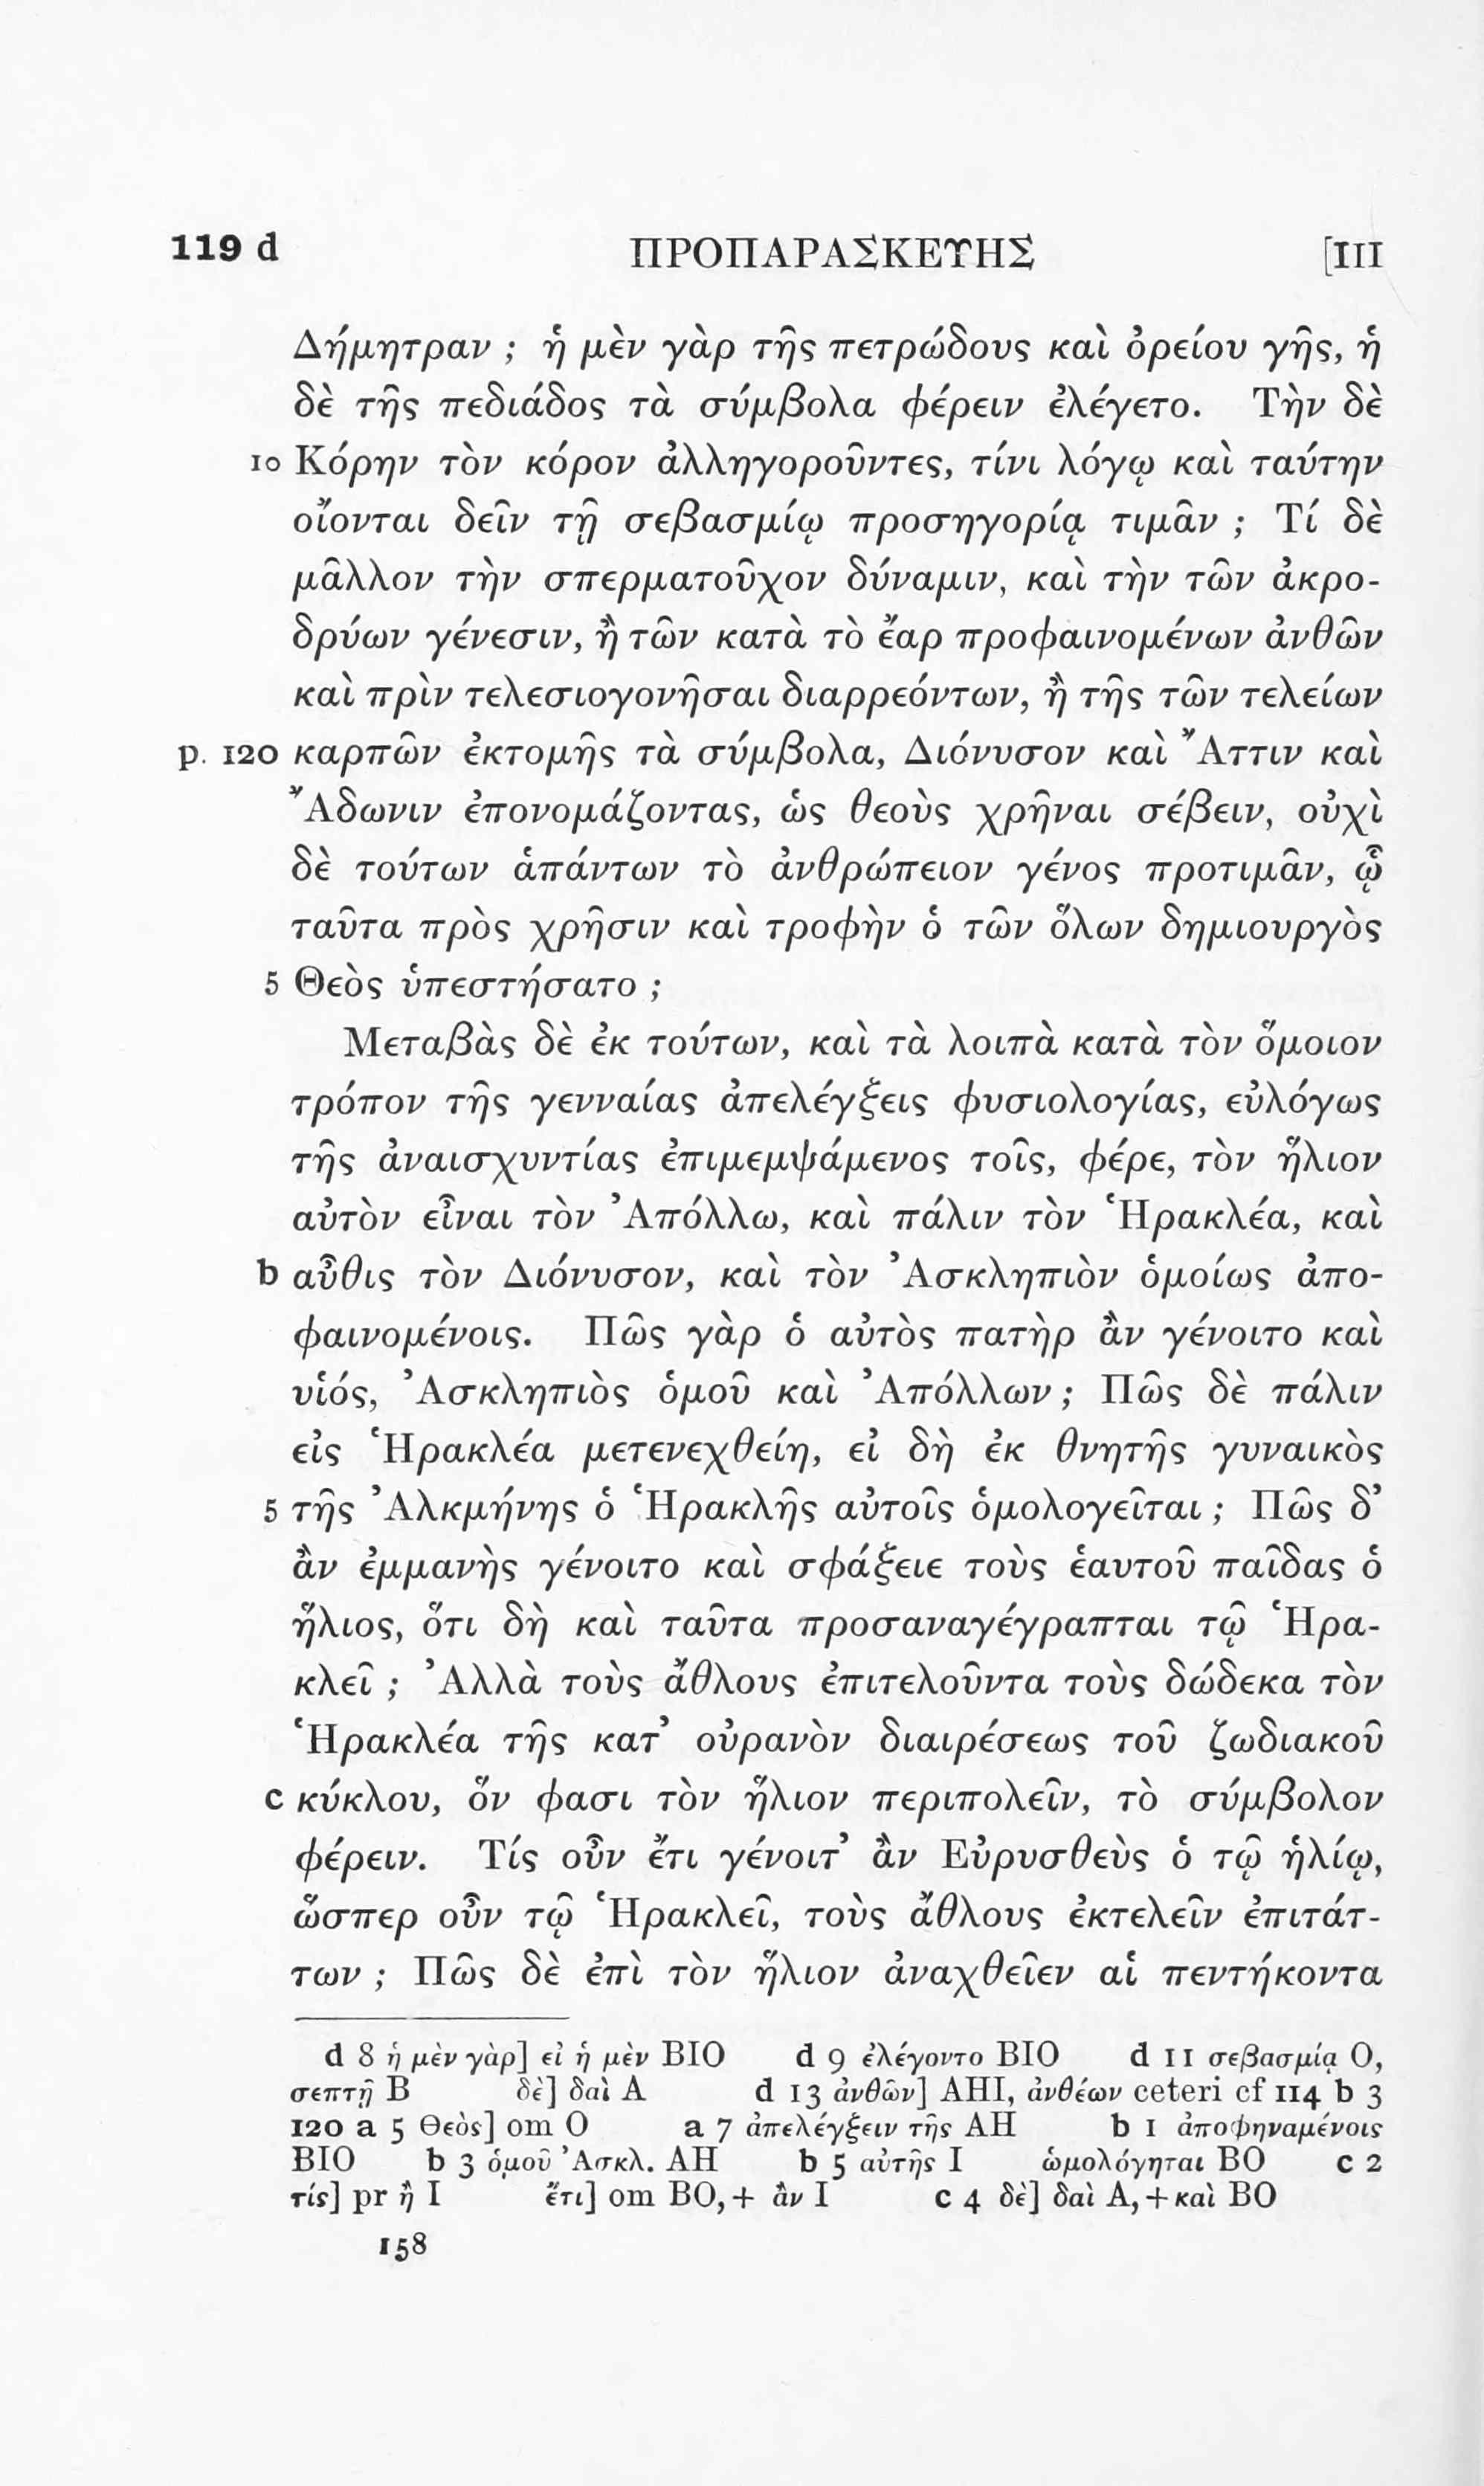 119 d ΠΡΟΠΑΡΑΣΚΕΥΗΣ [III
Δήμητραν ; ἡ μὲν γὰρ τῆς πετρώδους καὶ ὀρείου γῆς, ἡ
δὲ τῆς πεδιάδος τὰ σύμβολα φέρειν ἐλέγετο. Τὴν δὲ
10 Κόρην τὸν κόρον ἀλληγοροῦντες, τίνι λόγῳ καὶ ταύτην
οἴονται δεῖν τῇ σεβασμίῳ προσηγορίᾳ τιμᾶν ; Τί δὲ
μᾶλλον τὴν σπερματοῦχον δύναμιν, καὶ τὴν τῶν ἀκρο-
δρύων γένεσιν, ἢ τῶν κατὰ τὸ ἔαρ προφαινομένων ἀνθῶν
καὶ πρὶν τελεσιογονῆσαι διαρρεόντων, ἢ τῆς τῶν τελείων
p. 120 καρπῶν ἐκτομῆς τὰ σύμβολα, Διόνυσον καὶ Ἄττιν καὶ
Ἄδωνιν ἐπονομάζοντας, ὡς θεοὺς χρῆναι σέβειν, οὐχὶ
δὲ τούτων ἁπάντων τὸ ἀνθρώπειον γένος προτιμᾶν, ᾧ
ταῦτα πρὸς χρῆσιν καὶ τροφὴν ὁ τῶν ὅλων δημιουργὸς
5 Θεὸς ὑπεστήσατο ;
Μεταβὰς δὲ ἐκ τούτων, καὶ τὰ λοιπὰ κατὰ τὸν ὅμοιον
τρόπον τῆς γενναίας ἀπελέγξεις φυσιολογίας, εὐλόγως
τῆς ἀναισχυντίας ἐπιμεμψάμενος τοῖς, φέρε, τὸν ἥλιον
αὐτὸν εἶναι τὸν Ἀπόλλω, καὶ πάλιν τὸν Ἡρακλέα, καὶ
b αὖθις τὸν Διόνυσον, καὶ τὸν Ἀσκληπιὸν ὁμοίως ἀπο-
φαινομένοις. Πῶς γὰρ ὁ αὐτὸς πατὴρ ἂν γένοιτο καὶ
υἱός, Ἀσκληπιὸς ὁμοῦ καὶ Ἀπόλλων ; Πῶς δὲ πάλιν
εἰς Ἡρακλέα μετενεχθείη, εἰ δὴ ἐκ θνητῆς γυναικὸς
5 τῆς Ἀλκμήνης ὁ Ἡρακλῆς αὐτοῖς ὁμολογεῖται ; Πῶς δ’
ἂν ἐμμανὴς γένοιτο καὶ σφάξειε τοὺς ἑαυτοῦ παῖδας ὁ
ἥλιος, ὅτι δὴ καὶ ταῦτα προσαναγέγραπται τῷ Ἡρα-
κλεῖ ; Ἀλλὰ τοὺς ἄθλους ἐπιτελοῦντα τοὺς δώδεκα τὸν
Ἡρακλέα τῆς κατ’ οὐρανὸν διαιρέσεως τοῦ ζωδιακοῦ
c κύκλου, ὅν φασι τὸν ἥλιον περιπολεῖν, τὸ σύμβολον
φέρειν. Τίς οὖν ἔτι γένοιτ’ ἂν Εὐρυσθεὺς ὁ τῷ ἡλίῳ,
ὥσπερ οὖν τῷ Ἡρακλεῖ, τοὺς ἄθλους ἐκτελεῖν ἐπιτάτ-
των ; Πῶς δὲ ἐπὶ τὸν ἥλιον ἀναχθεῖεν αἱ πεντήκοντα
d 8 ἡ μὲν γὰρ] εἰ ἡ μὲν BIO d 9 ἐλέγοντο BIO d 11 σεβασμίᾳ O,
σεπτῇ B δὲ] δαὶ A d 13 ἀνθῶν] AHI, ἀνθέων ceteri cf 114 b 3
120 a 5 Θεὸς] om O a 7 ἀπελέγξειν τῆς AH b 1 ἀποφηναμένοις
BIO b 3 ὁμοῦ Ἀσκλ. AH b 5 αὐτῆς I ὡμολόγηται BO c 2
τίς] pr ἢ I ἔτι] om BO, + ἂν I c 4 δὲ] δαὶ A, + καὶ BO
158